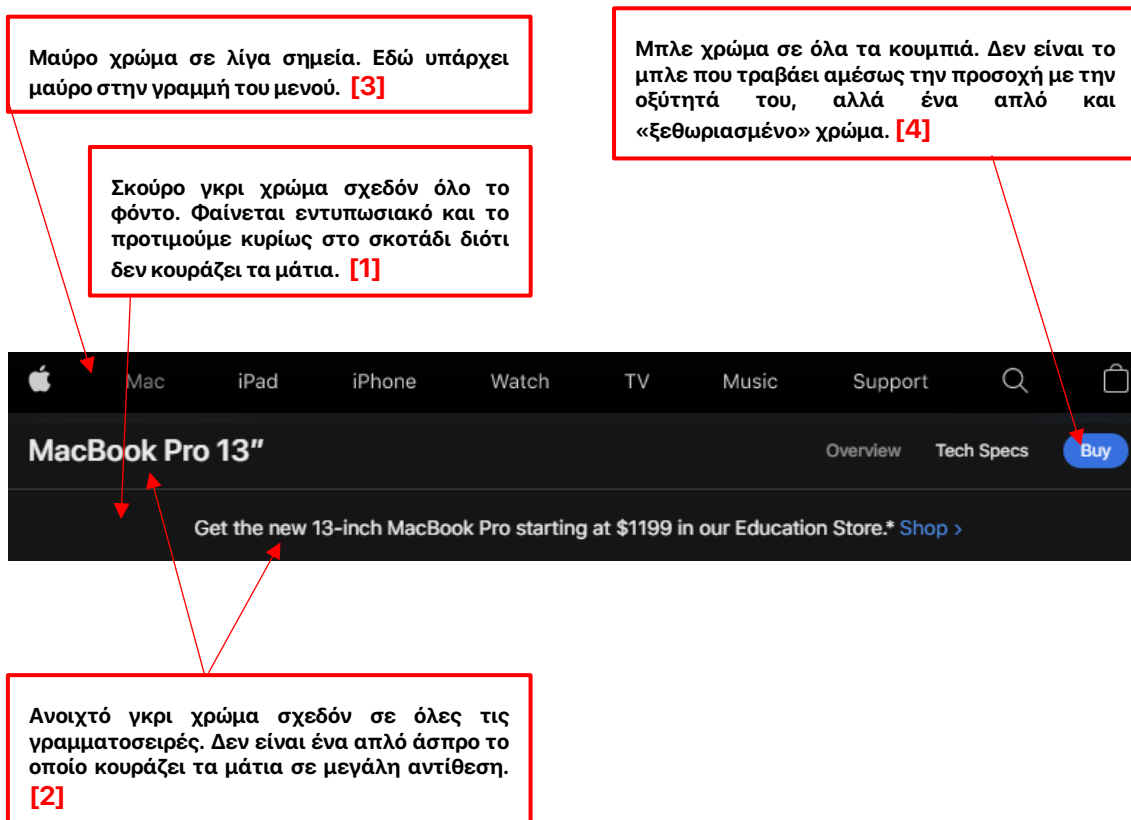 Μαύρο χρώμα σε λίγα σημεία. Εδώ υπάρχει
μαύρο στην γραμμή του μενού. [3]
Μπλε χρώμα σε όλα τα κουμπιά. Δεν είναι το
μπλε που τραβάει αμέσως την προσοχή με την
οξύτητά του, αλλά ένα απλό και
«ξεθωριασμένο» χρώμα. [4]
Σκούρο γκρι χρώμα σχεδόν όλο το
φόντο. Φαίνεται εντυπωσιακό και το
προτιμούμε κυρίως στο σκοτάδι διότι
δεν κουράζει τα μάτια. [1]
Mac iPad iPhone Watch TV Music Support
MacBook Pro 13” Overview Tech Specs Buy
Get the new 13-inch MacBook Pro starting at $1199 in our Education Store.* Shop >
Ανοιχτό γκρι χρώμα σχεδόν σε όλες τις
γραμματοσειρές. Δεν είναι ένα απλό άσπρο το
οποίο κουράζει τα μάτια σε μεγάλη αντίθεση.
[2]